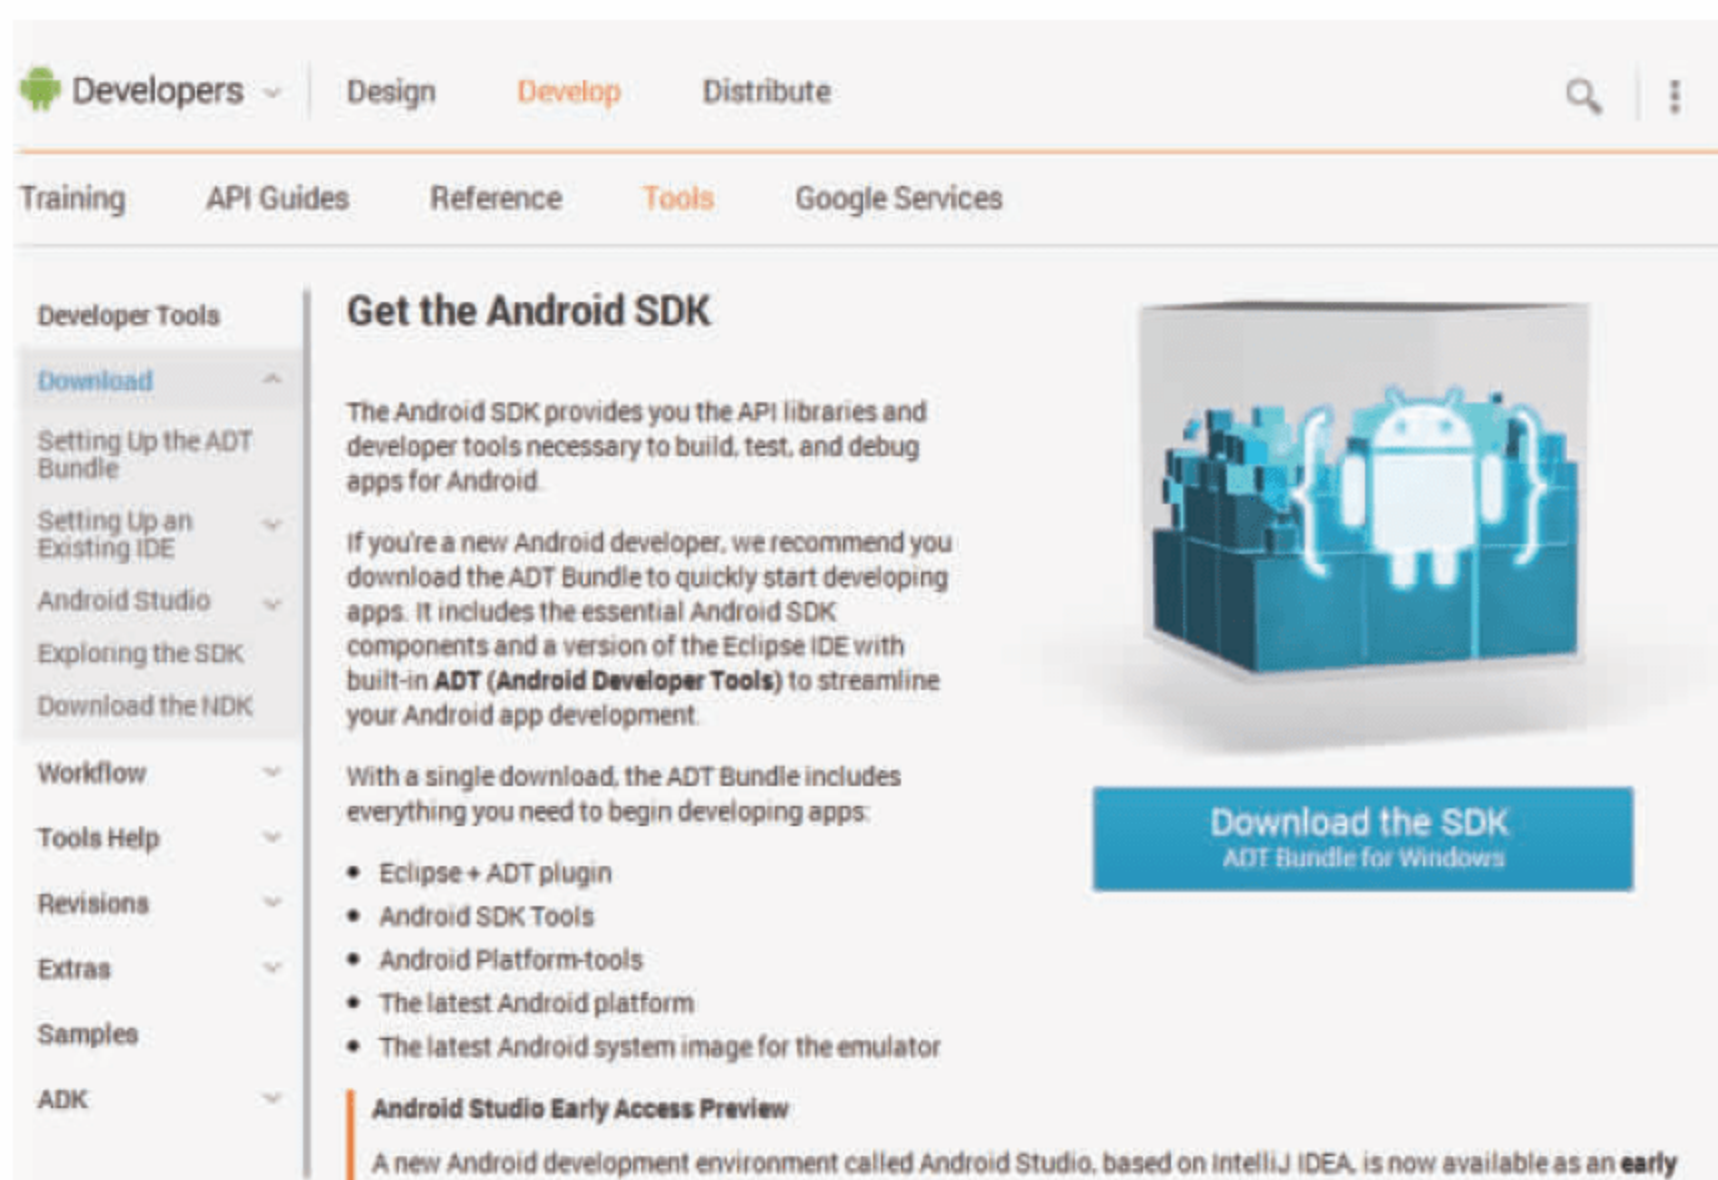 Developers
Design
Develop
Distribute
Training
API Guides
Reference
Tools
Google Services
Developer Tools
Download
Setting Up the ADT
Bundle
Setting Up an
Existing IDE
Android Studio
Exploring the SDK
Download the NDK
Workflow
Tools Help
Revisions
Extras
Samples
ADK
Get the Android SDK
The Android SDK provides you the API libraries and
developer tools necessary to build, test, and debug
apps for Android.
If you're a new Android developer, we recommend you
download the ADT Bundle to quickly start developing
apps. It includes the essential Android SDK
components and a version of the Eclipse IDE with
built-in ADT (Android Developer Tools) to streamline
your Android app development.
With a single download, the ADT Bundle includes
everything you need to begin developing apps:
• Eclipse + ADT plugin
• Android SDK Tools
• Android Platform-tools
• The latest Android platform
• The latest Android system image for the emulator
Download the SDK
ADT Bundle for Windows
Android Studio Early Access Preview
A new Android development environment called Android Studio, based on IntelliJ IDEA, is now available as an early